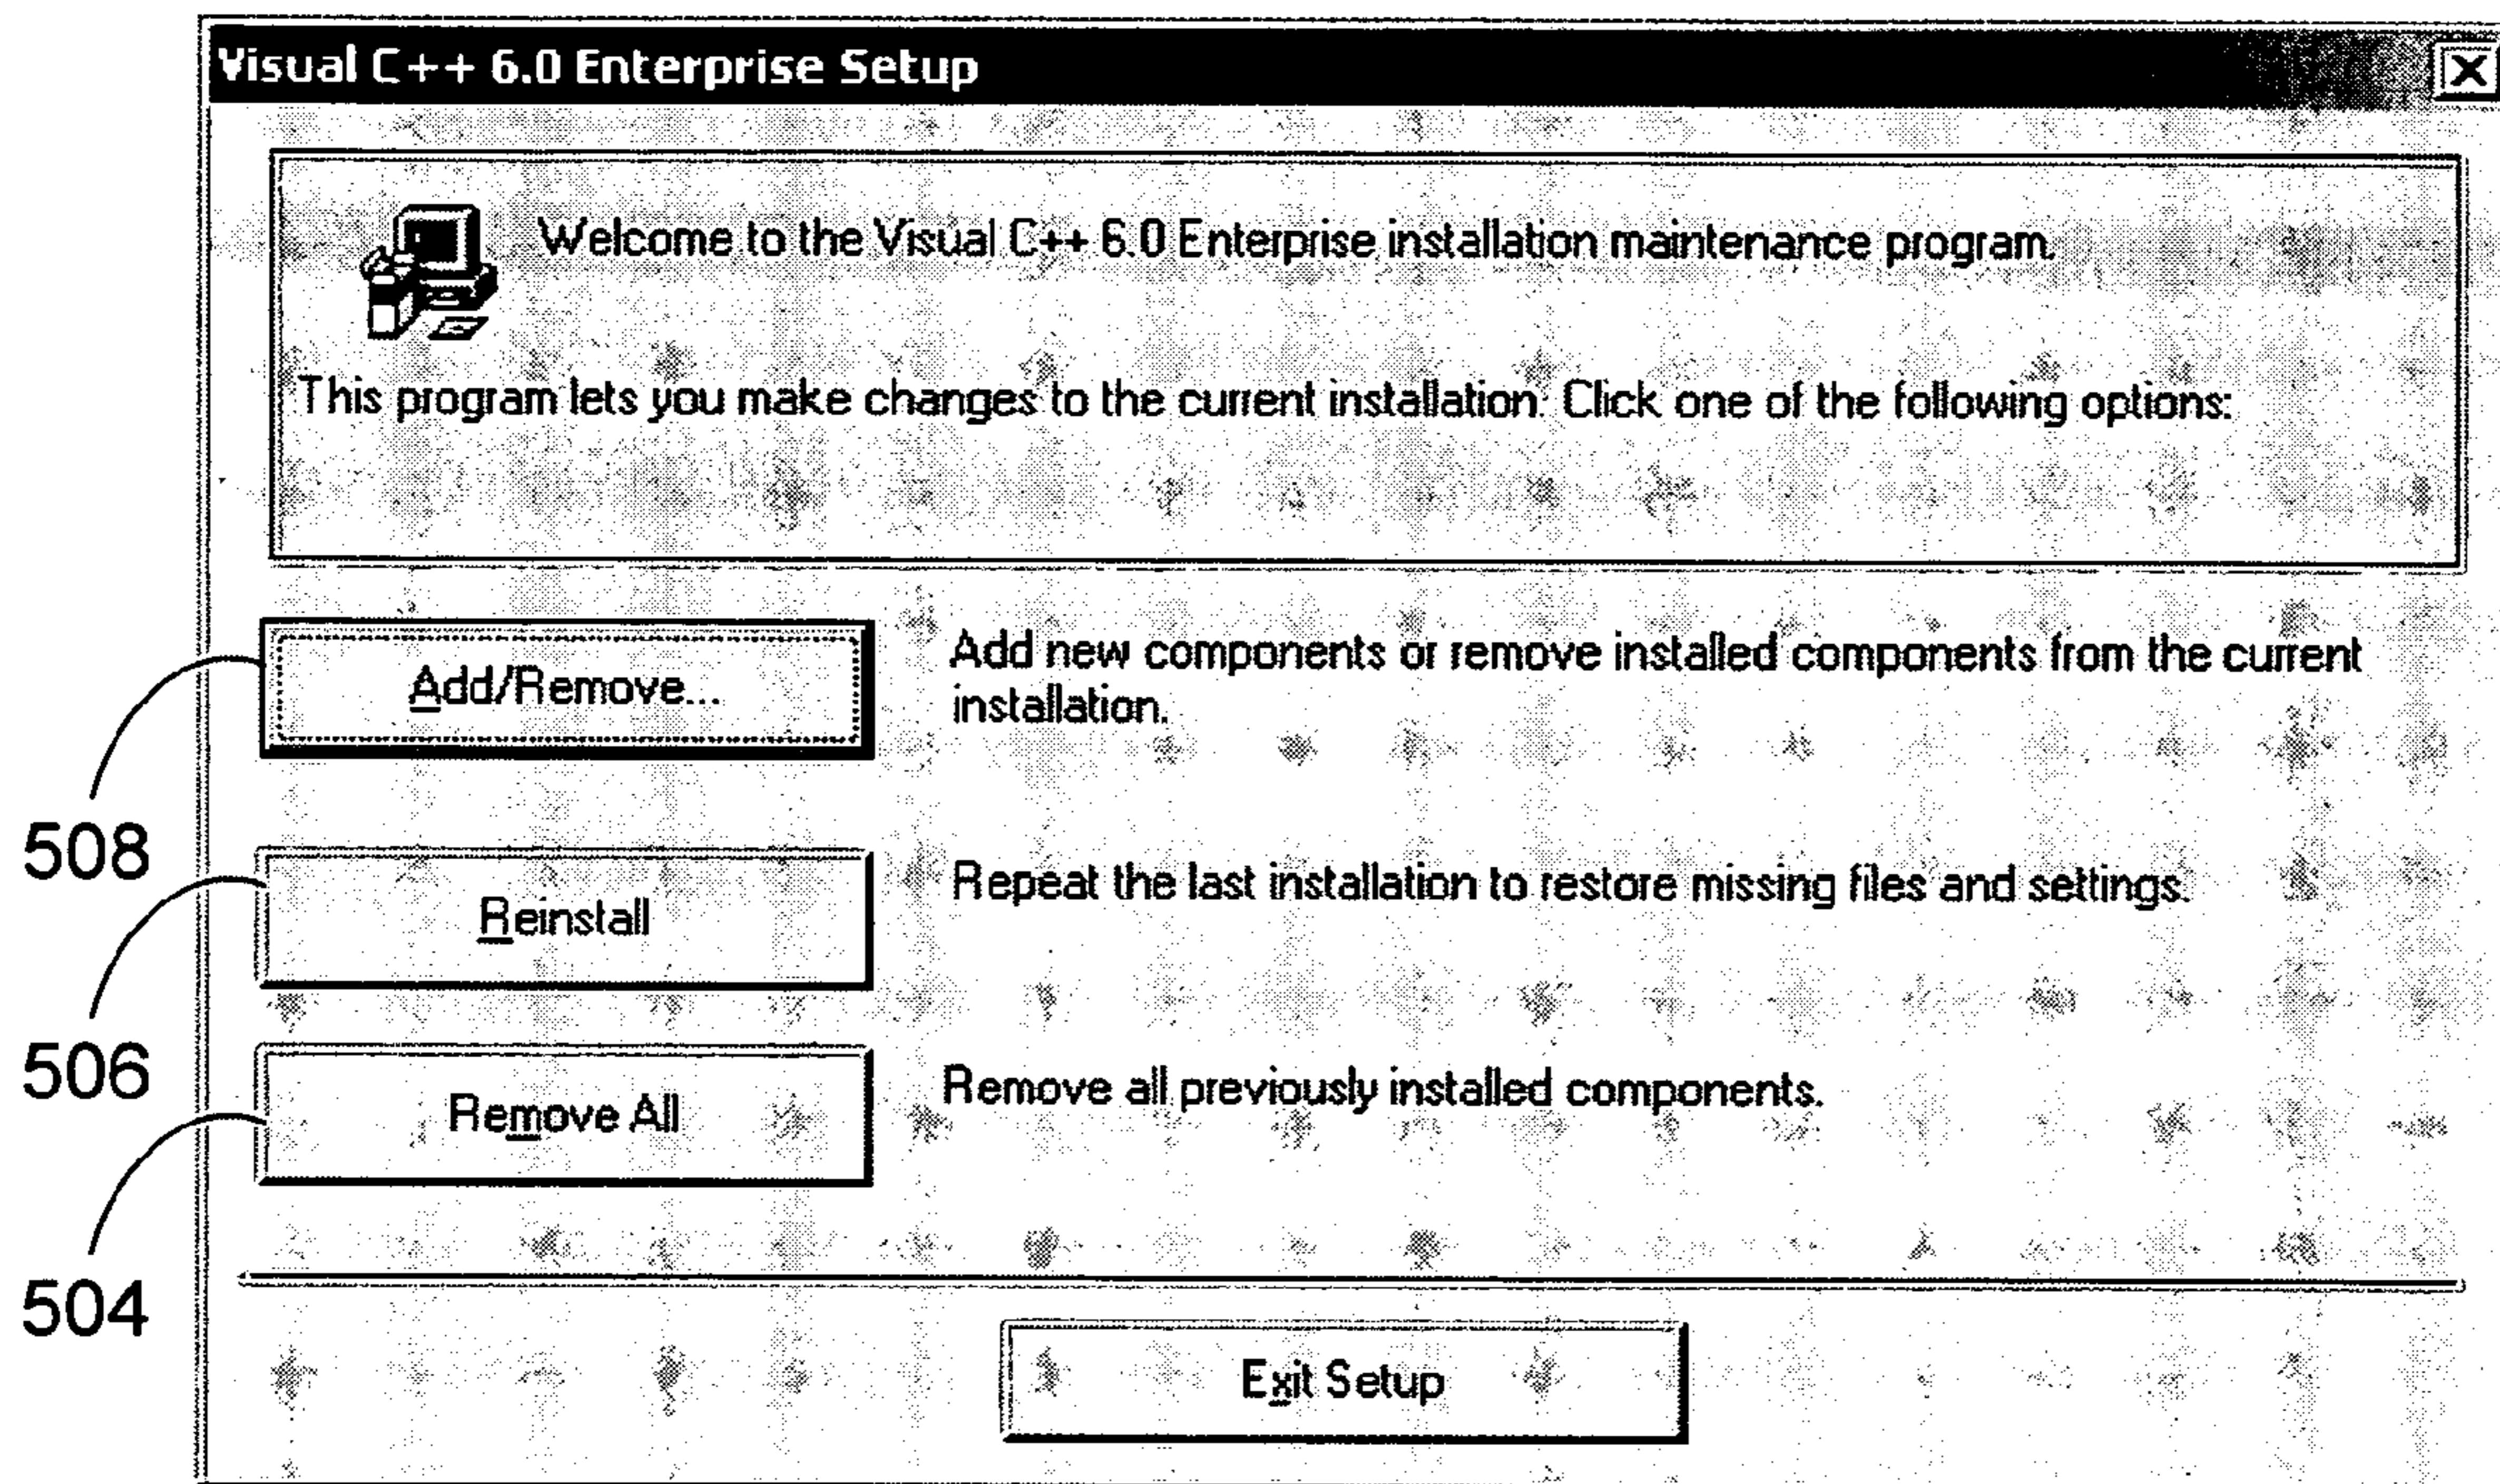 Visual C++ 6.0 Enterprise Setup
Welcome to the Visual C++ 6.0 Enterprise installation maintenance program.
This program lets you make changes to the current installation. Click one of the following options:
Add/Remove...
Add new components or remove installed components from the current
installation.
508
Reinstall
Repeat the last installation to restore missing files and settings.
506
Remove All
Remove all previously installed components.
504
Exit Setup